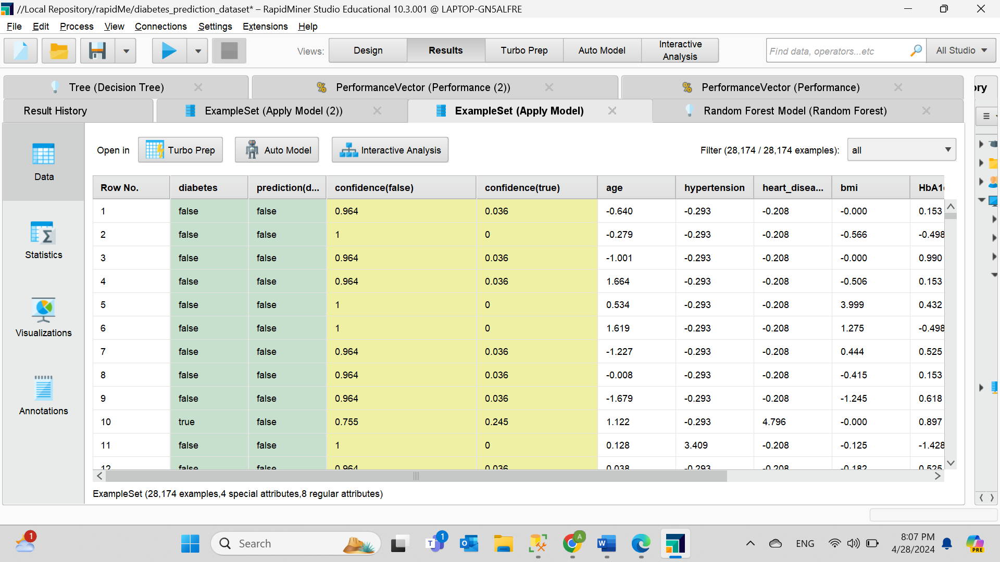 //Local Repository/rapidMe/diabetes_prediction_dataset* – RapidMiner Studio Educational 10.3.001 @ LAPTOP-GN5ALFRE
File Edit Process View Connections Settings Extensions Help
Views: Design Results Turbo Prep Auto Model Interactive Analysis Find data, operators...etc All Studio
Tree (Decision Tree) PerformanceVector (Performance (2)) PerformanceVector (Performance) ory
Result History ExampleSet (Apply Model (2)) ExampleSet (Apply Model) Random Forest Model (Random Forest)
Data
Statistics
Visualizations
Annotations
Open in Turbo Prep Auto Model Interactive Analysis Filter (28,174 / 28,174 examples): all
Row No. diabetes prediction(d... confidence(false) confidence(true) age hypertension heart_disea... bmi HbA1
1 false false 0.964 0.036 -0.640 -0.293 -0.208 -0.000 0.153
2 false false 1 0 -0.279 -0.293 -0.208 -0.566 -0.498
3 false false 0.964 0.036 -1.001 -0.293 -0.208 -0.000 0.990
4 false false 0.964 0.036 1.664 -0.293 -0.208 -0.506 0.153
5 false false 1 0 0.534 -0.293 -0.208 3.999 0.432
6 false false 1 0 1.619 -0.293 -0.208 1.275 -0.498
7 false false 0.964 0.036 -1.227 -0.293 -0.208 0.444 0.525
8 false false 0.964 0.036 -0.008 -0.293 -0.208 -0.415 0.153
9 false false 0.964 0.036 -1.679 -0.293 -0.208 -1.245 0.618
10 true false 0.755 0.245 1.122 -0.293 4.796 -0.000 0.897
11 false false 1 0 0.128 3.409 -0.208 -0.125 -1.428
12 false false 0.964 0.036 0.038 -0.293 -0.208 -0.182 0.525
ExampleSet (28,174 examples,4 special attributes,8 regular attributes)
1
Search
1
A
ENG
8:07 PM
4/28/2024
PRE